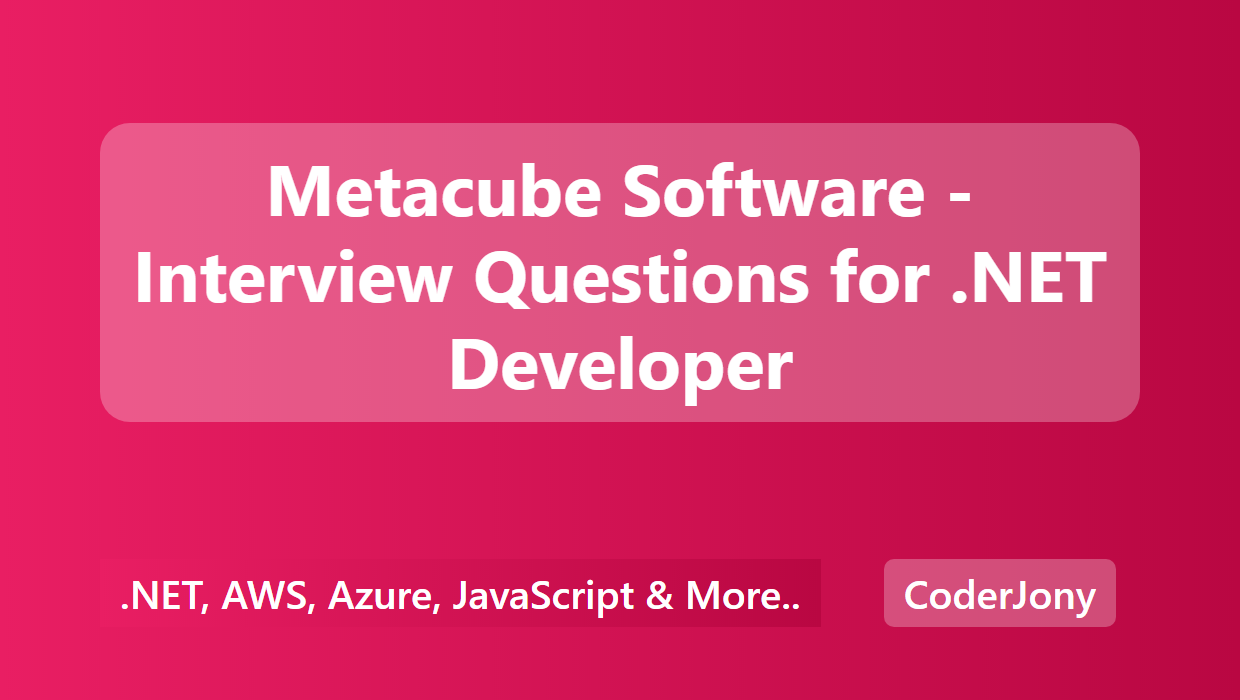 Metacube Software -
Interview Questions for .NET
Developer
.NET, AWS, Azure, JavaScript & More..
CoderJony